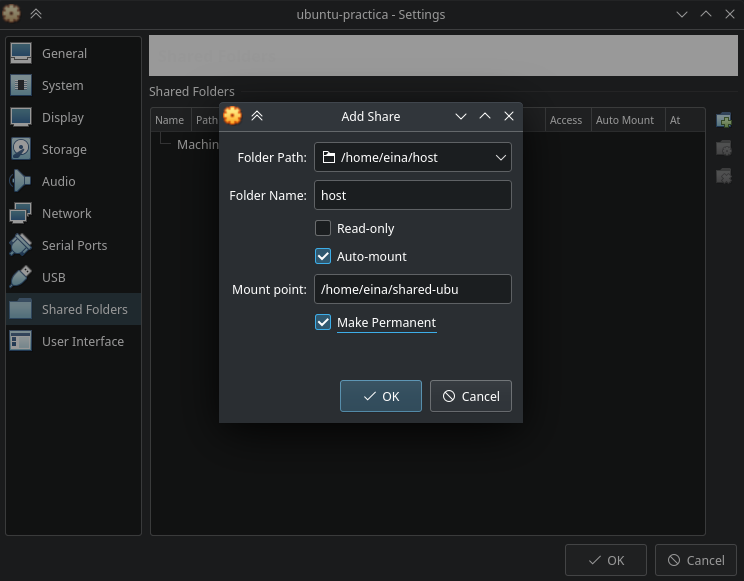 ubuntu-practica - Settings
General
System
Display
Storage
Audio
Network
Serial Ports
USB
Shared Folders
User Interface
Shared Folders
Name Path Access Auto Mount At
Machin
Add Share
Folder Path: /home/eina/host
Folder Name: host
Read-only
Auto-mount
Mount point: /home/eina/shared-ubu
Make Permanent
OK Cancel
OK Cancel